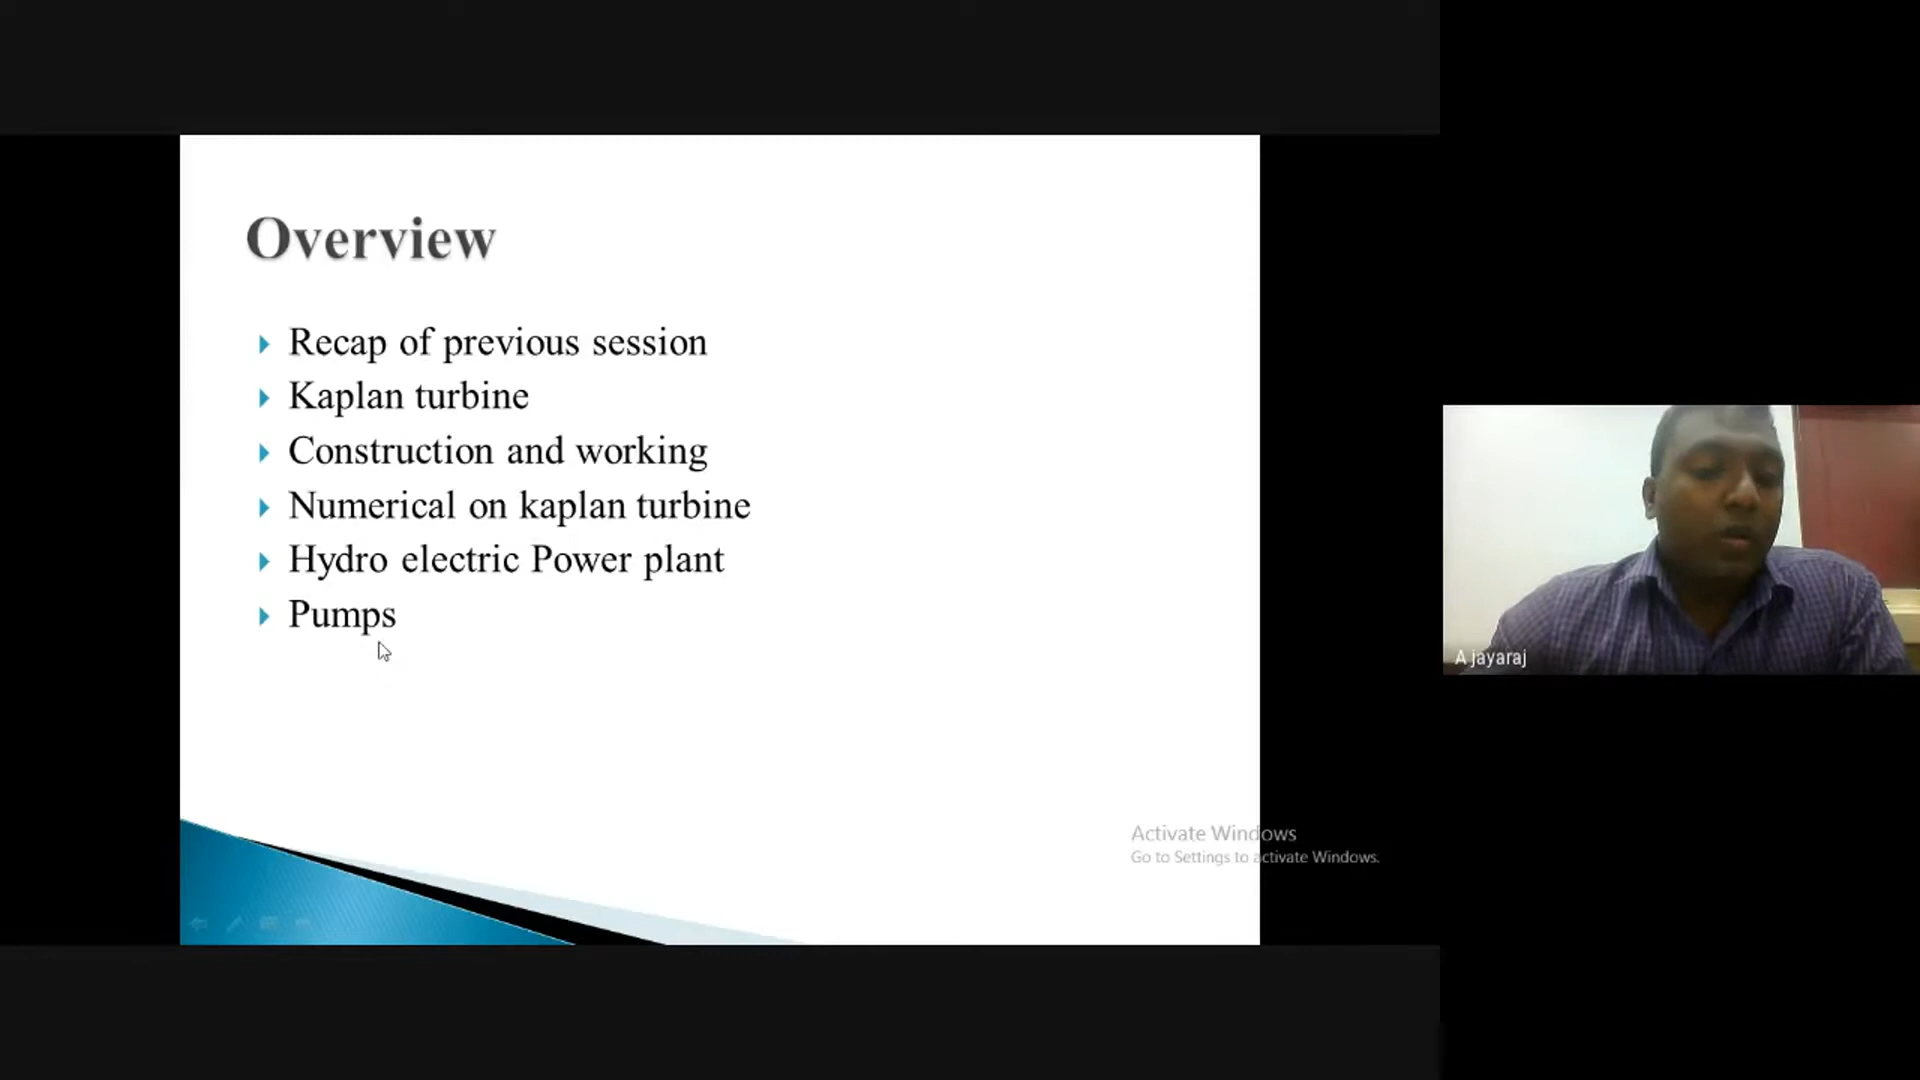 Overview
Recap of previous session
Kaplan turbine
Construction and working
Numerical on kaplan turbine
Hydro electric Power plant
Pumps
A jayaraj
Activate Windows
Go to Settings to activate Windows.